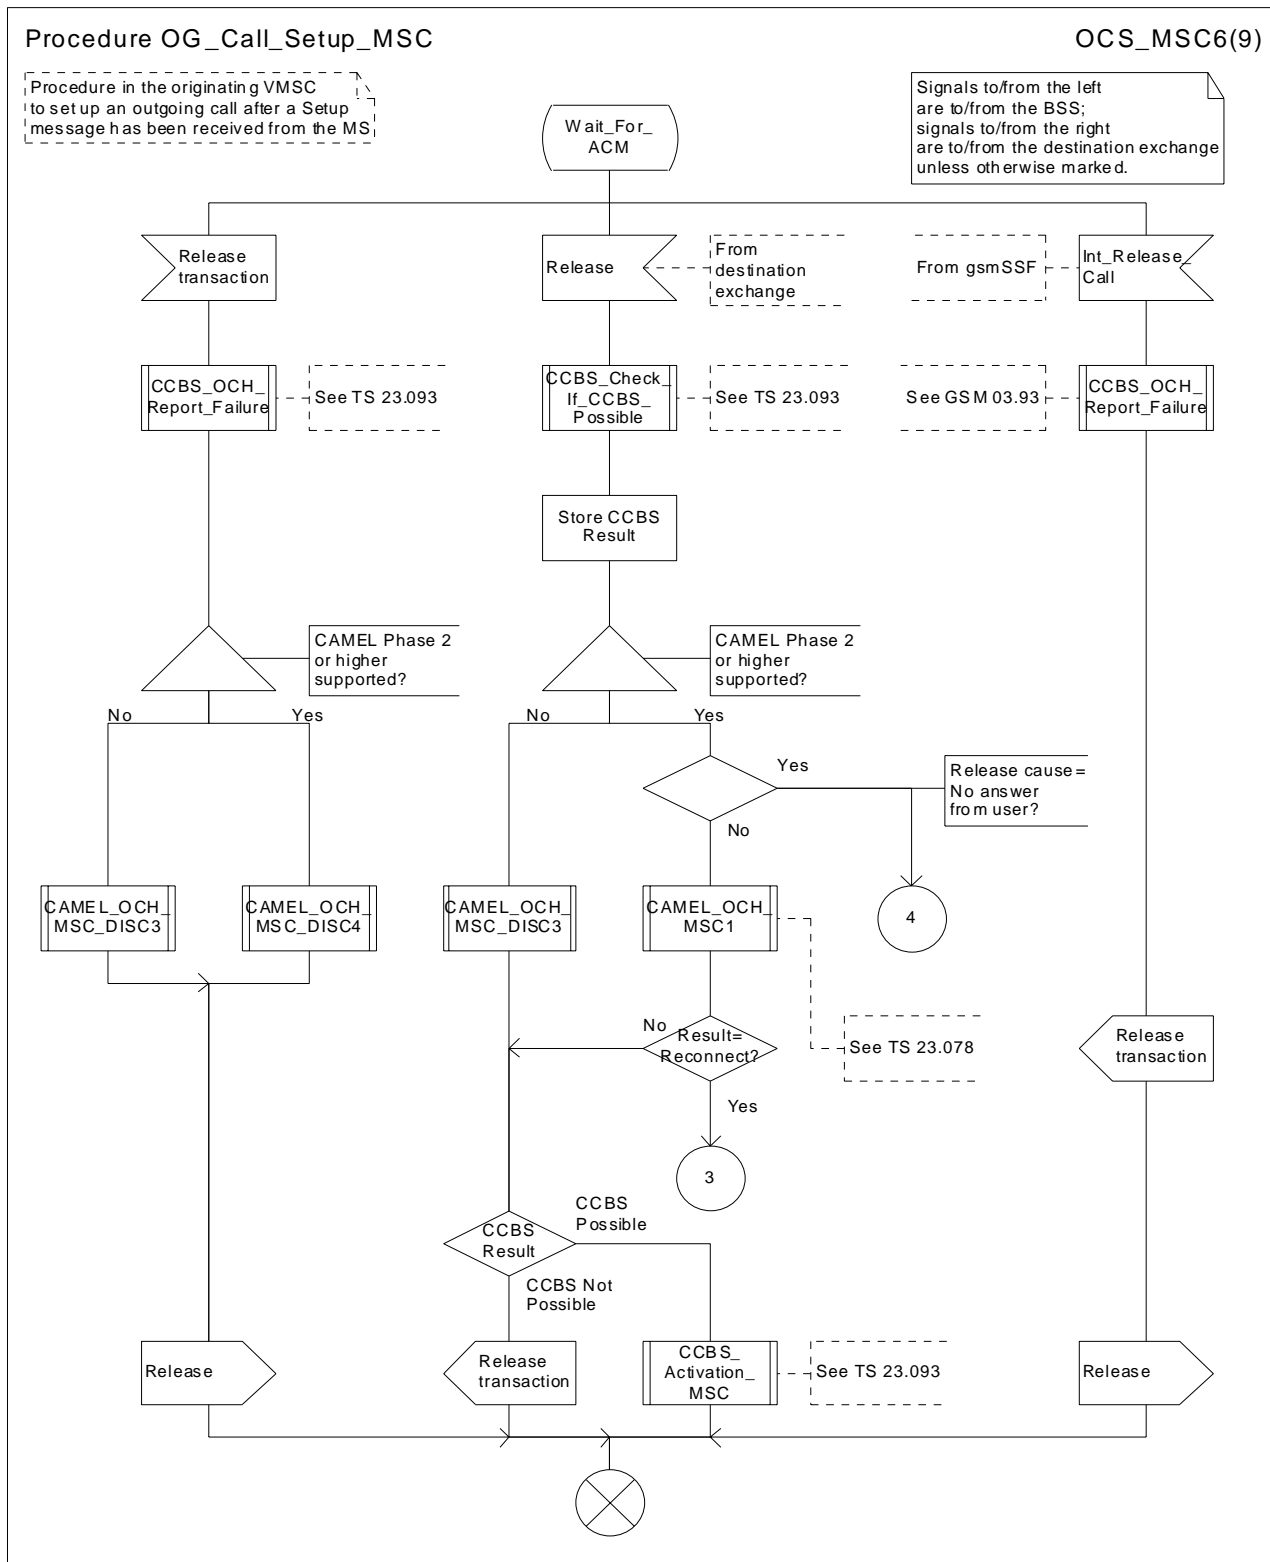 Procedure OG_Call_Setup_MSC
OCS_MSC6(9)
Procedure in the originating VMSC
to set up an outgoing call after a Setup
message has been received from the MS
Signals to/from the left
are to/from the BSS;
signals to/from the right
are to/from the destination exchange
unless otherwise marked.
Wait_For_
ACM
Release
transaction
Release
From
destination
exchange
From gsmSSF
Int_Release_
Call
CCBS_OCH_
Report_Failure
See TS 23.093
CCBS_Check_
If_CCBS_
Possible
See TS 23.093
See GSM 03.93
CCBS_OCH_
Report_Failure
Store CCBS
Result
CAMEL Phase 2
or higher
supported?
CAMEL Phase 2
or higher
supported?
No
Yes
No
Yes
Yes
Release cause=
No answer
from user?
No
CAMEL_OCH_
MSC_DISC3
CAMEL_OCH_
MSC_DISC4
CAMEL_OCH_
MSC_DISC3
CAMEL_OCH_
MSC1
4
No
Result=
Reconnect?
See TS 23.078
Release
transaction
Yes
3
CCBS
Possible
CCBS
Result
CCBS Not
Possible
Release
Release
transaction
CCBS_
Activation_
MSC
See TS 23.093
Release